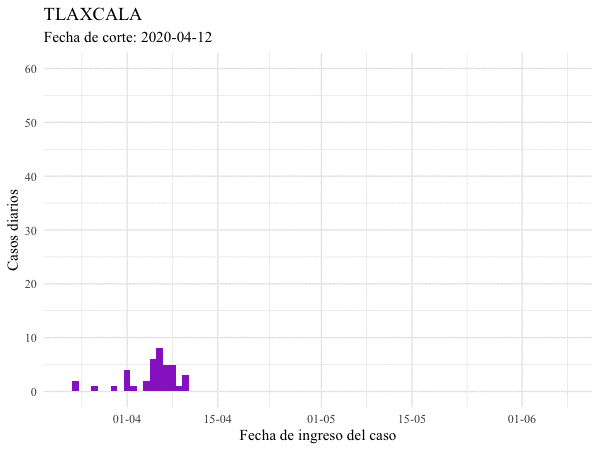 TLAXCALA
Fecha de corte: 2020-04-12
60
50
40
30
20
10
0
Casos diarios
01-04 15-04 01-05 15-05 01-06
Fecha de ingreso del caso